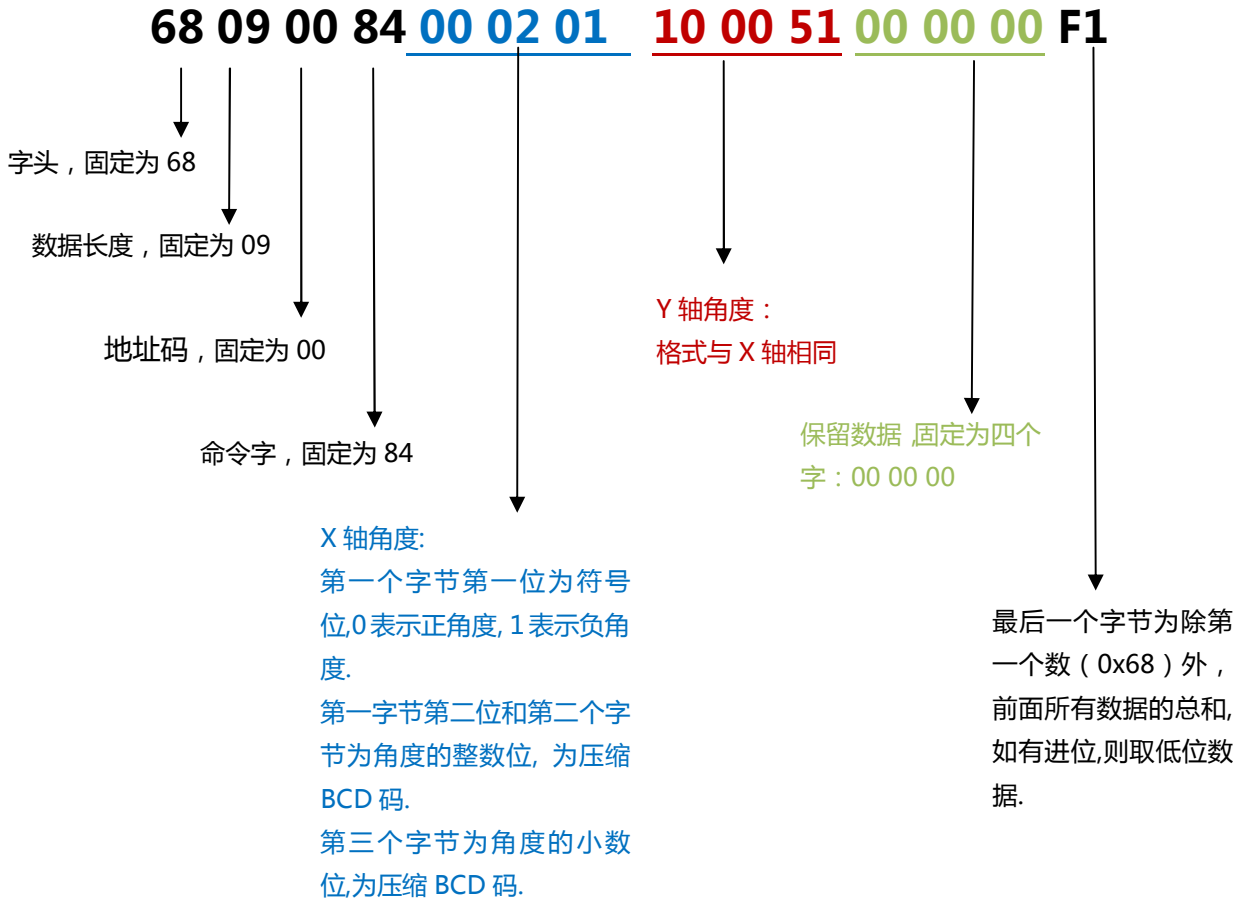 68 09 00 84 00 02 01 10 00 51 00 00 00 F1
字头，固定为 68
数据长度，固定为 09
地址码，固定为 00
命令字，固定为 84
X 轴角度:
第一个字节第一位为符号
位,0 表示正角度, 1 表示负角
度.
第一字节第二位和第二个字
节为角度的整数位, 为压缩
BCD 码.
第三个字节为角度的小数
位,为压缩 BCD 码.
Y 轴角度：
格式与 X 轴相同
保留数据 ,固定为四个
字：00 00 00
最后一个字节为除第
一个数（0x68）外，
前面所有数据的总和,
如有进位,则取低位数
据.